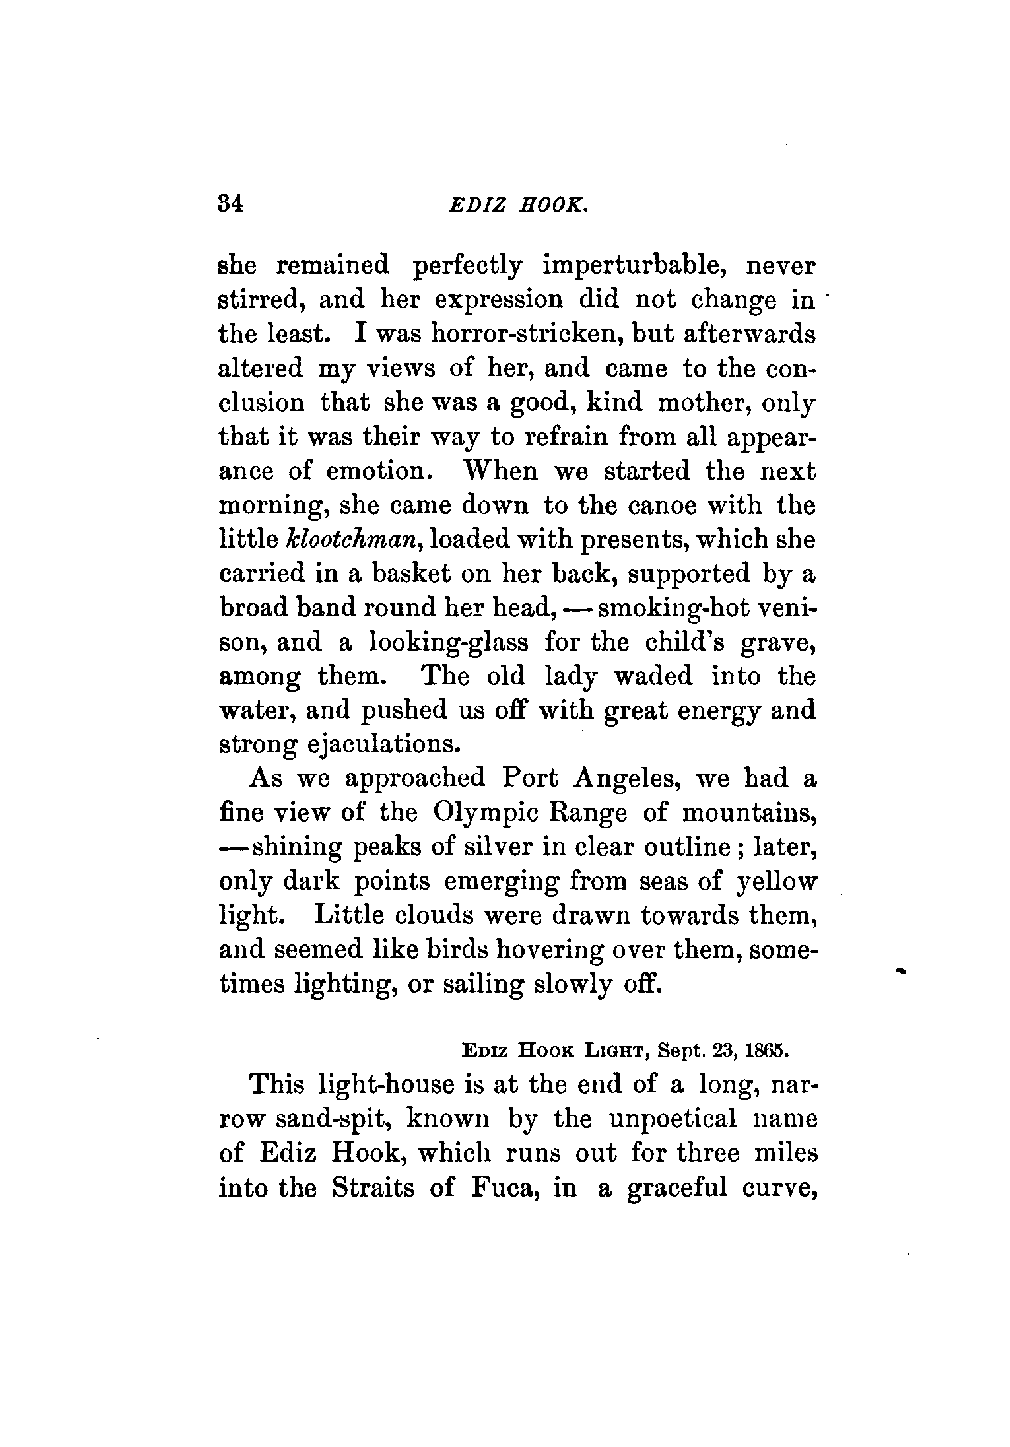 34 EDIZ HOOK.
she remained perfectly imperturbable, never
stirred, and her expression did not change in
the least. I was horror-stricken, but afterwards
altered my views of her, and came to the con-
clusion that she was a good, kind mother, only
that it was their way to refrain from all appear-
ance of emotion. When we started the next
morning, she came down to the canoe with the
little klootchman, loaded with presents, which she
carried in a basket on her back, supported by a
broad band round her head, — smoking-hot veni-
son, and a looking-glass for the child's grave,
among them. The old lady waded into the
water, and pushed us off with great energy and
strong ejaculations.
As we approached Port Angeles, we had a
fine view of the Olympic Range of mountains,
— shining peaks of silver in clear outline; later,
only dark points emerging from seas of yellow
light. Little clouds were drawn towards them,
and seemed like birds hovering over them, some-
times lighting, or sailing slowly off.
EDIZ HOOK LIGHT, Sept. 23, 1865.
This light-house is at the end of a long, nar-
row sand-spit, known by the unpoetical name
of Ediz Hook, which runs out for three miles
into the Straits of Fuca, in a graceful curve,